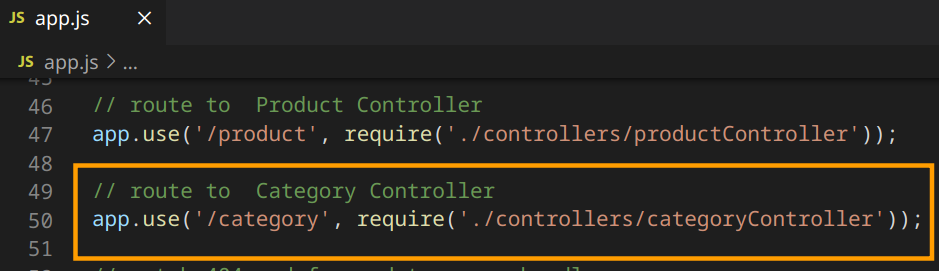 JS app.js ×
JS app.js > ...
45
46 // route to  Product Controller
47 app.use('/product', require('./controllers/productController'));
48
49 // route to  Category Controller
50 app.use('/category', require('./controllers/categoryController'));
51